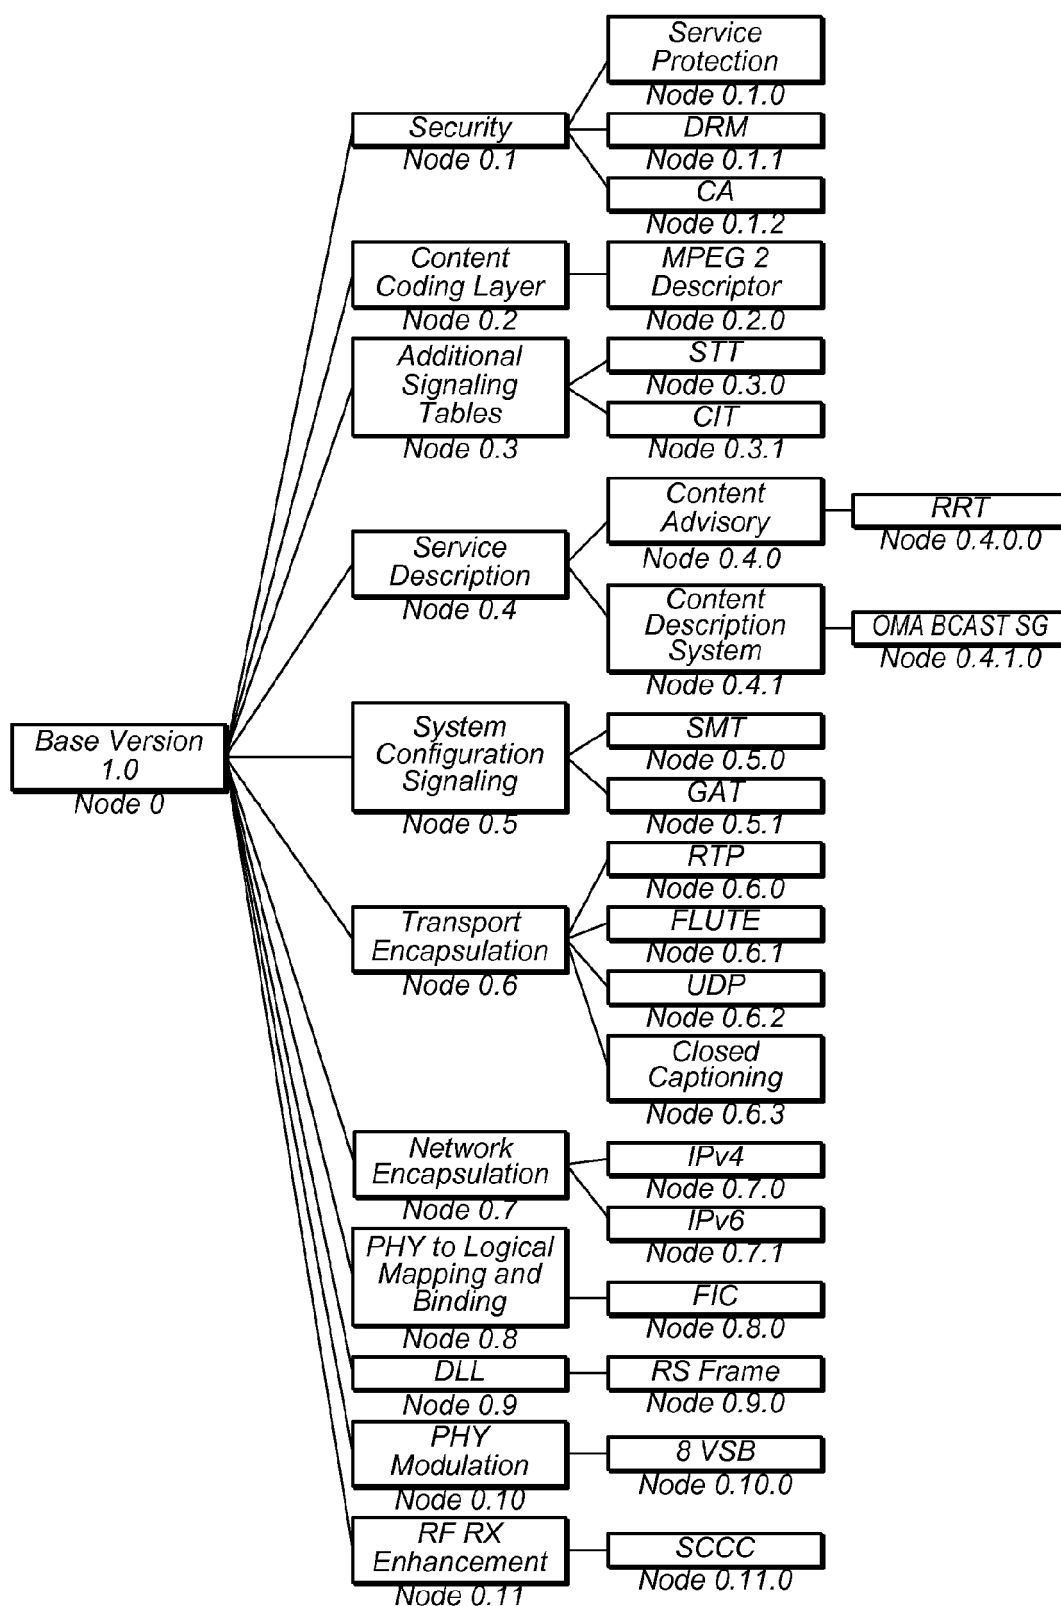 Base Version
1.0
Node 0
Security
Node 0.1
Service
Protection
Node 0.1.0
DRM
Node 0.1.1
CA
Node 0.1.2
Content
Coding Layer
Node 0.2
MPEG 2
Descriptor
Node 0.2.0
Additional
Signaling
Tables
Node 0.3
STT
Node 0.3.0
CIT
Node 0.3.1
Service
Description
Node 0.4
Content
Advisory
Node 0.4.0
RRT
Node 0.4.0.0
Content
Description
System
Node 0.4.1
OMA BCAST SG
Node 0.4.1.0
System
Configuration
Signaling
Node 0.5
SMT
Node 0.5.0
GAT
Node 0.5.1
Transport
Encapsulation
Node 0.6
RTP
Node 0.6.0
FLUTE
Node 0.6.1
UDP
Node 0.6.2
Closed
Captioning
Node 0.6.3
Network
Encapsulation
Node 0.7
IPv4
Node 0.7.0
IPv6
Node 0.7.1
PHY to Logical
Mapping and
Binding
Node 0.8
FIC
Node 0.8.0
DLL
Node 0.9
RS Frame
Node 0.9.0
PHY
Modulation
Node 0.10
8 VSB
Node 0.10.0
RF RX
Enhancement
Node 0.11
SCCC
Node 0.11.0